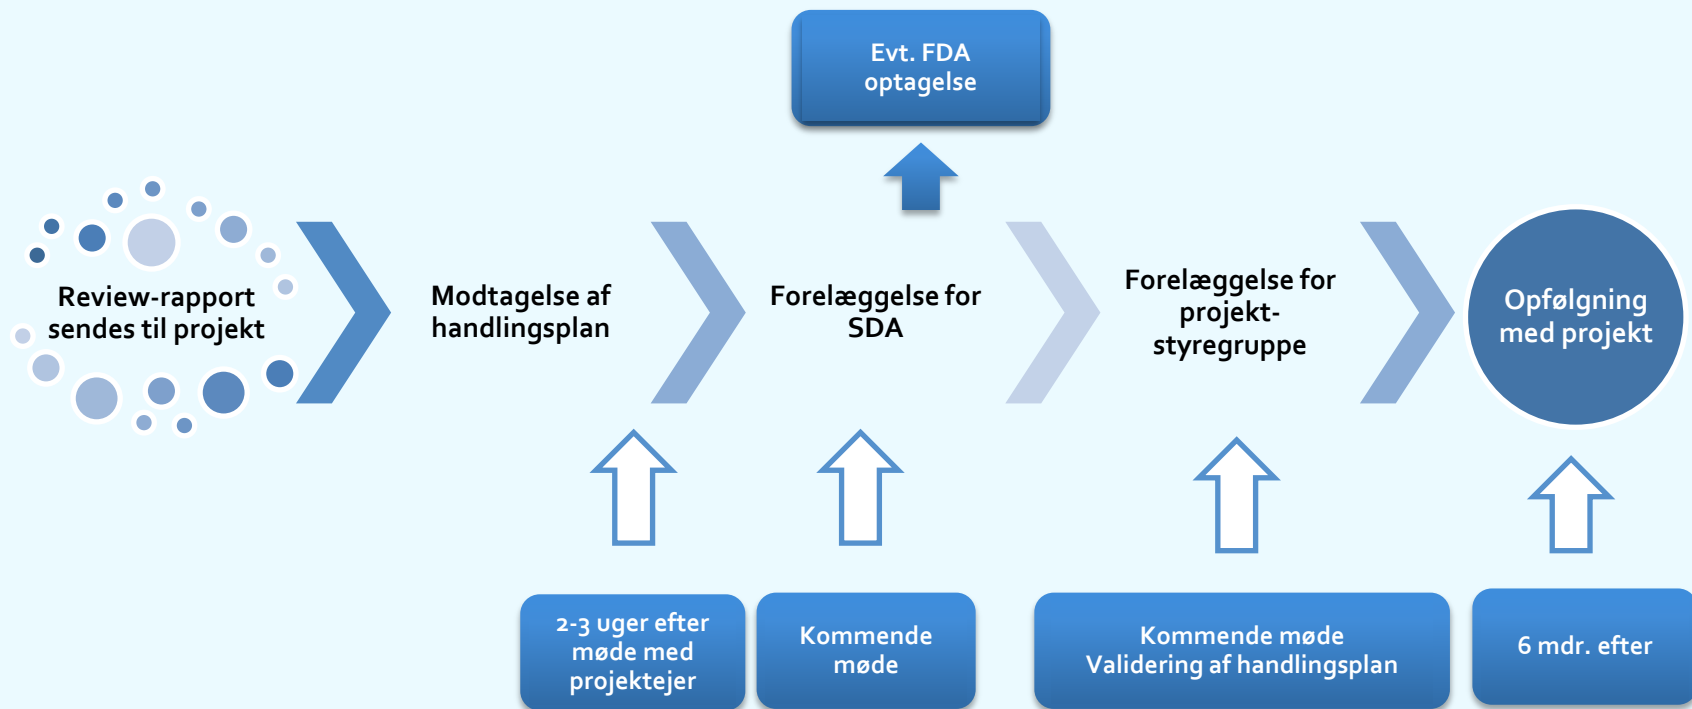 Evt. FDA
optagelse
Review-rapport
sendes til projekt
Modtagelse af
handlingsplan
Forelæggelse for
SDA
Forelæggelse for
projekt-
styregruppe
Opfølgning
med projekt
2-3 uger efter
møde med
projektejer
Kommende
møde
Kommende møde
Validering af handlingsplan
6 mdr. efter